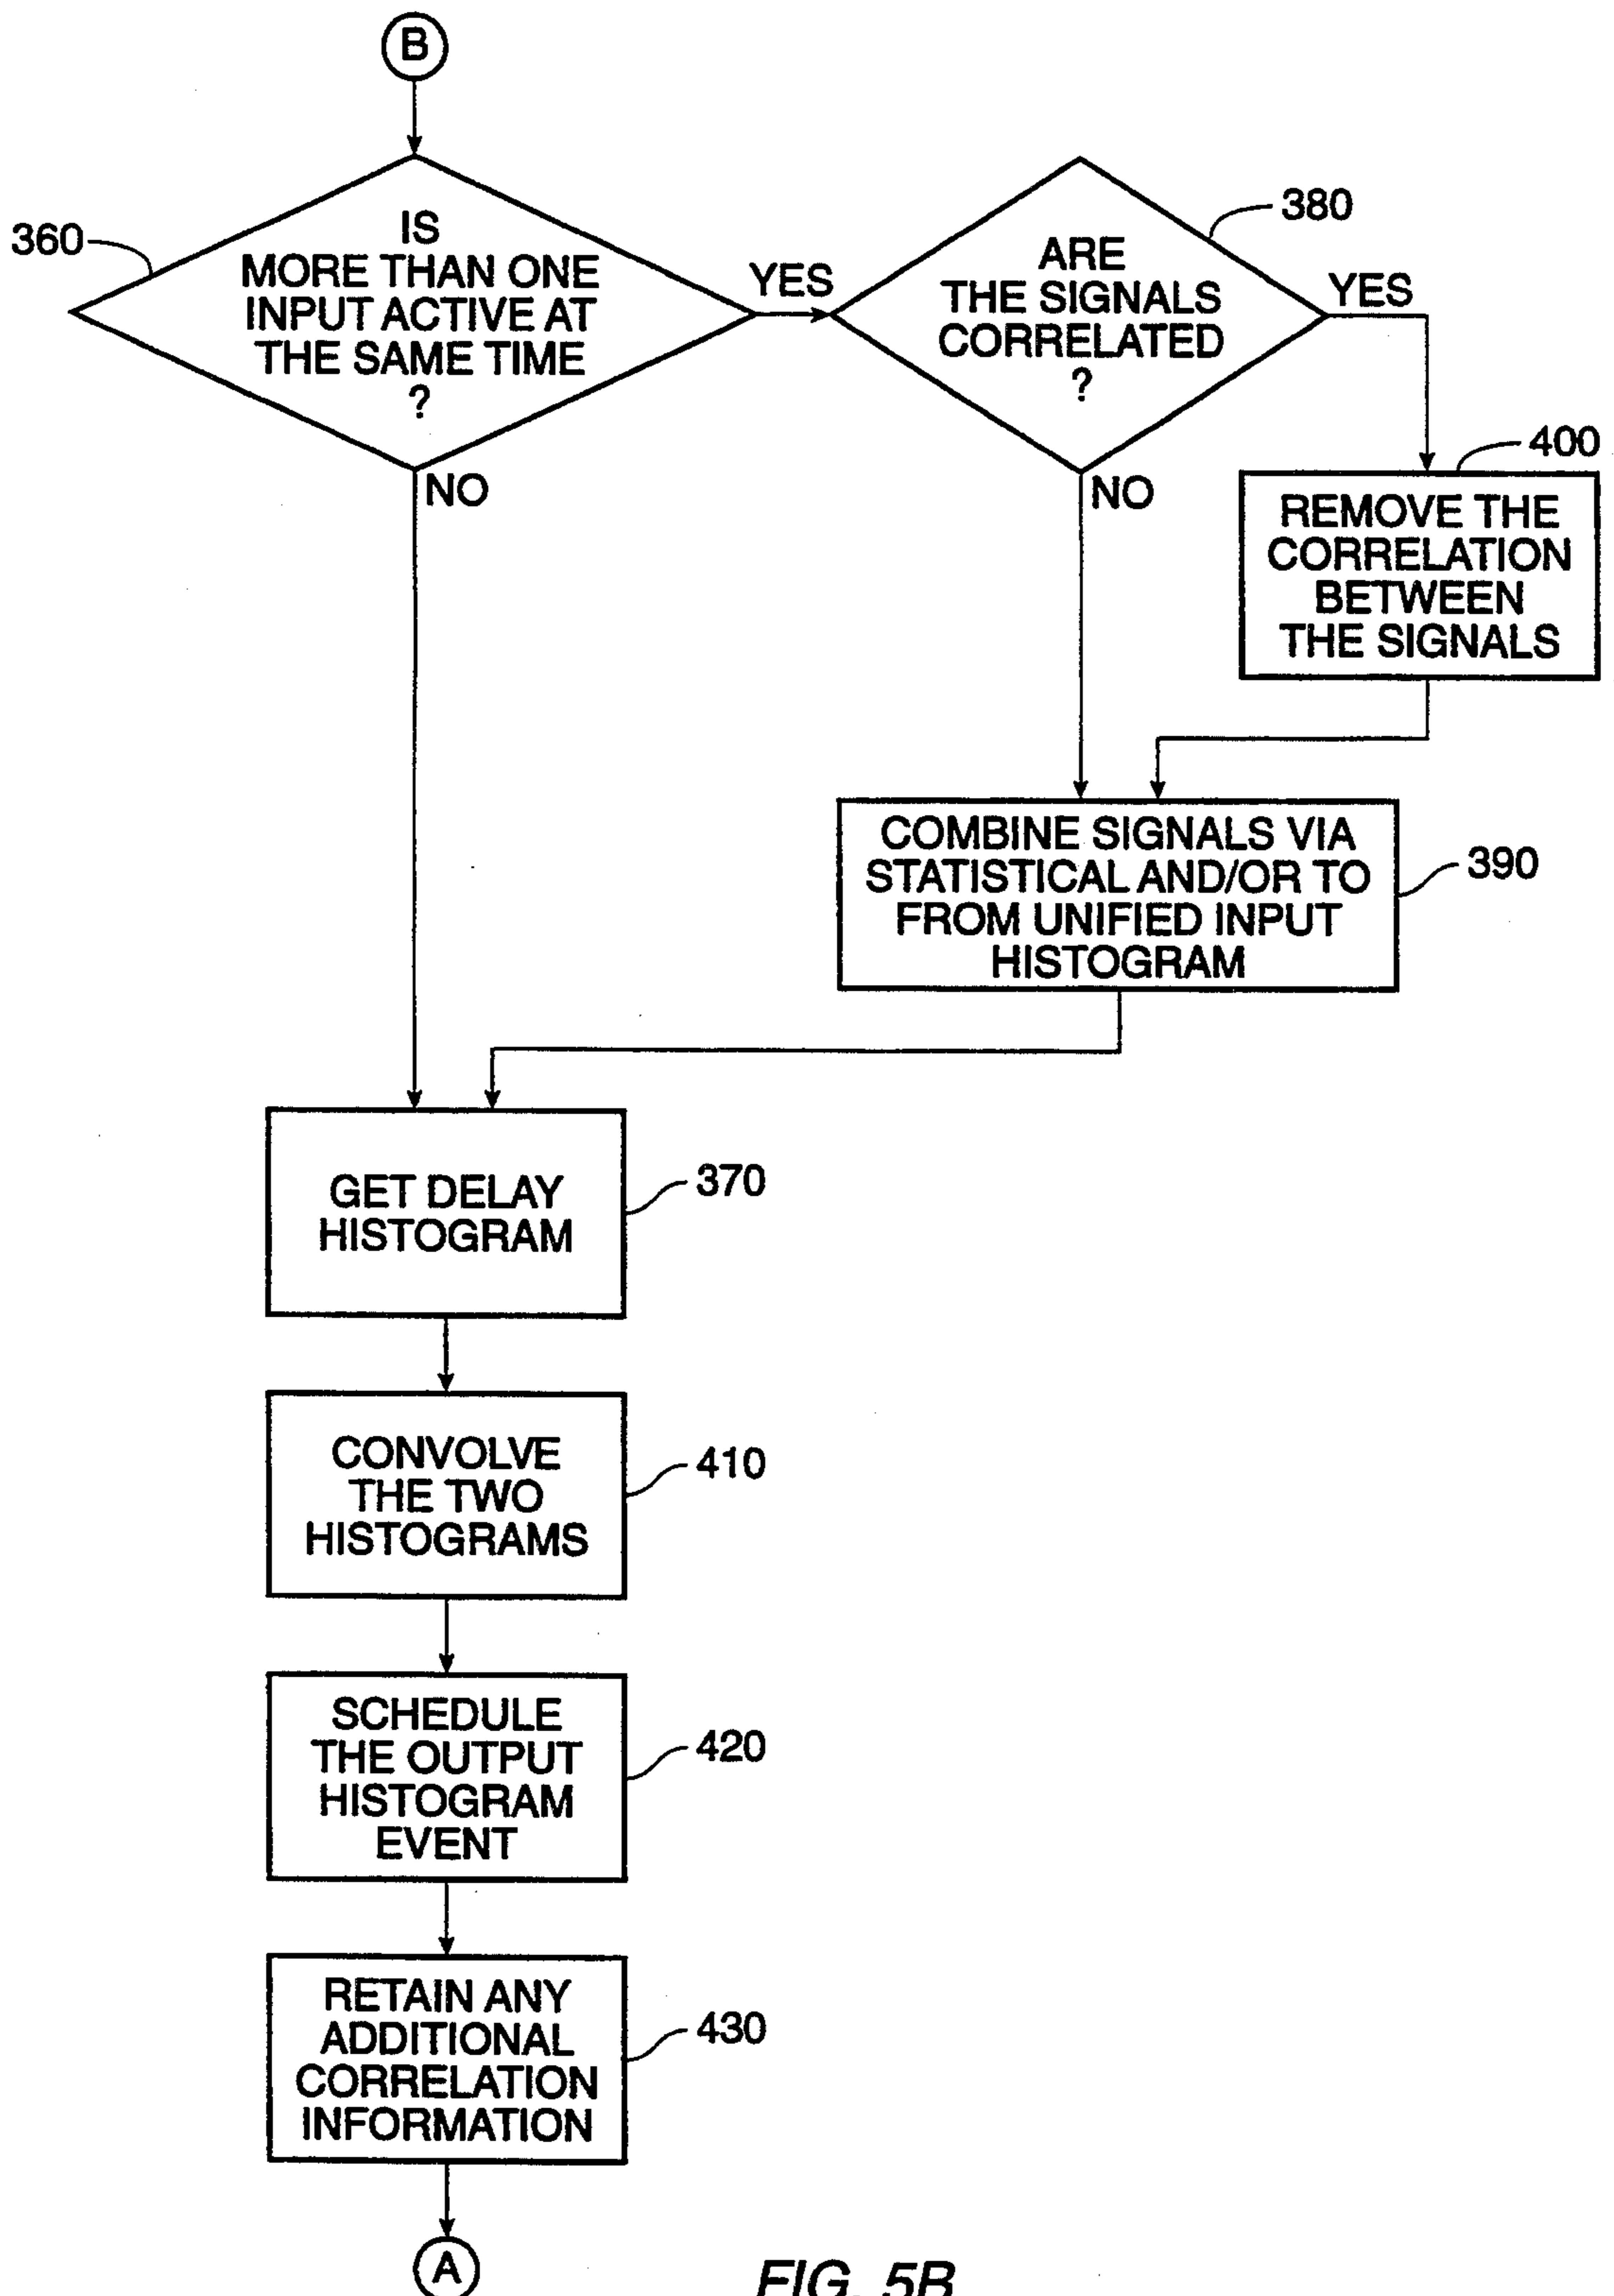 B
360
IS
MORE THAN ONE
INPUT ACTIVE AT
THE SAME TIME
?
YES
NO
380
ARE
THE SIGNALS
CORRELATED
?
YES
NO
400
REMOVE THE
CORRELATION
BETWEEN
THE SIGNALS
COMBINE SIGNALS VIA
STATISTICAL AND/OR TO
FROM UNIFIED INPUT
HISTOGRAM
390
GET DELAY
HISTOGRAM
370
CONVOLVE
THE TWO
HISTOGRAMS
410
SCHEDULE
THE OUTPUT
HISTOGRAM
EVENT
420
RETAIN ANY
ADDITIONAL
CORRELATION
INFORMATION
430
A
FIG. 5B